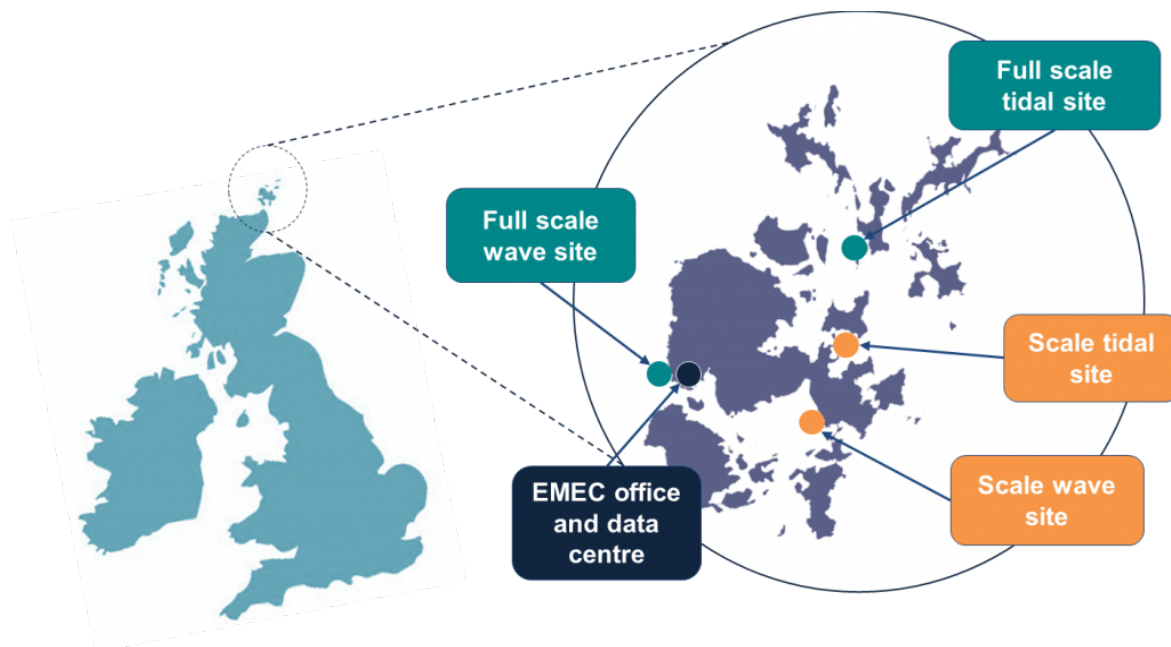 Full scale
tidal site
Full scale
wave site
Scale tidal
site
EMEC office
and data
centre
Scale wave
site